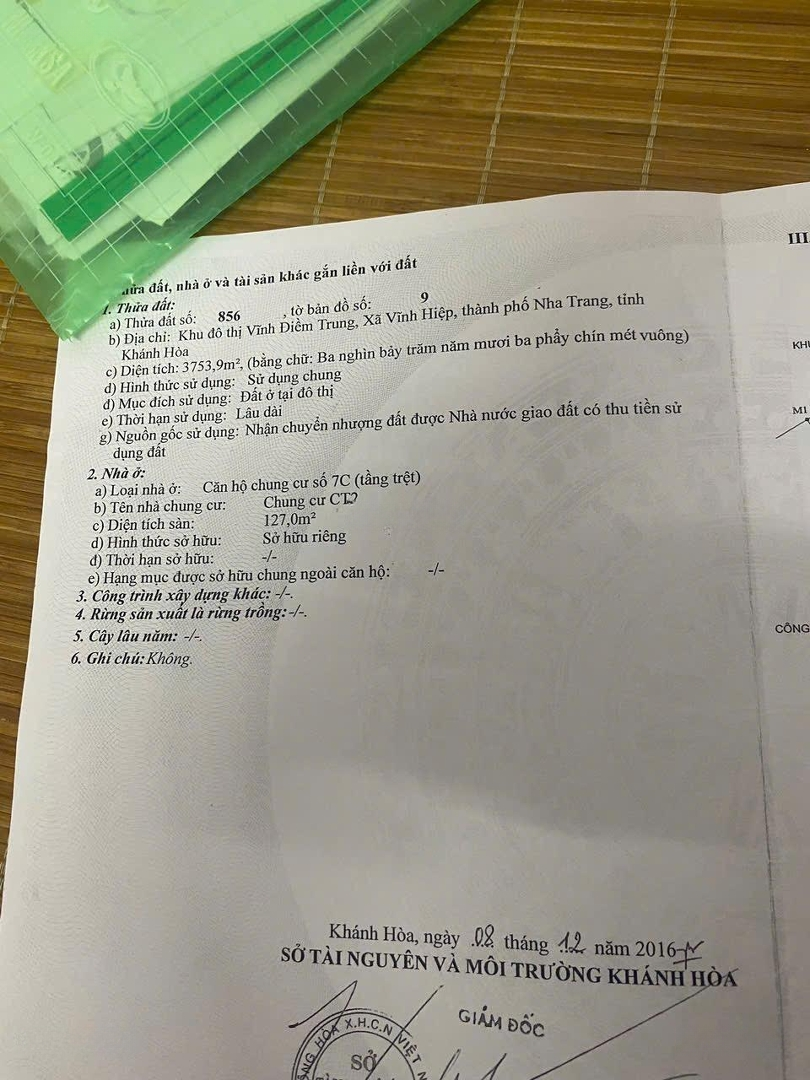 III
ửa đất, nhà ở và tài sản khác gắn liền với đất
1. Thửa đất:
a) Thửa đất số: 856 , tờ bản đồ số: 9
b) Địa chỉ: Khu đô thị Vĩnh Điềm Trung, Xã Vĩnh Hiệp, thành phố Nha Trang, tỉnh
Khánh Hòa
c) Diện tích: 3753,9m², (bằng chữ: Ba nghìn bảy trăm năm mươi ba phẩy chín mét vuông)
d) Hình thức sử dụng: Sử dụng chung
đ) Mục đích sử dụng: Đất ở tại đô thị
e) Thời hạn sử dụng: Lâu dài
g) Nguồn gốc sử dụng: Nhận chuyển nhượng đất được Nhà nước giao đất có thu tiền sử
dụng đất
KHU
M1
2. Nhà ở:
a) Loại nhà ở: Căn hộ chung cư số 7C (tầng trệt)
b) Tên nhà chung cư: Chung cư CT2
c) Diện tích sàn: 127,0m²
d) Hình thức sở hữu: Sở hữu riêng
đ) Thời hạn sở hữu: -/-
e) Hạng mục được sở hữu chung ngoài căn hộ: -/-
3. Công trình xây dựng khác: -/-.
4. Rừng sản xuất là rừng trồng: -/-.
5. Cây lâu năm: -/-.
6. Ghi chú: Không.
CÔNG
Khánh Hòa, ngày 08 tháng 12 năm 2016
SỞ TÀI NGUYÊN VÀ MÔI TRƯỜNG KHÁNH HÒA
GIÁM ĐỐC
HÒA X.H.C.N VIỆT N
SỞ